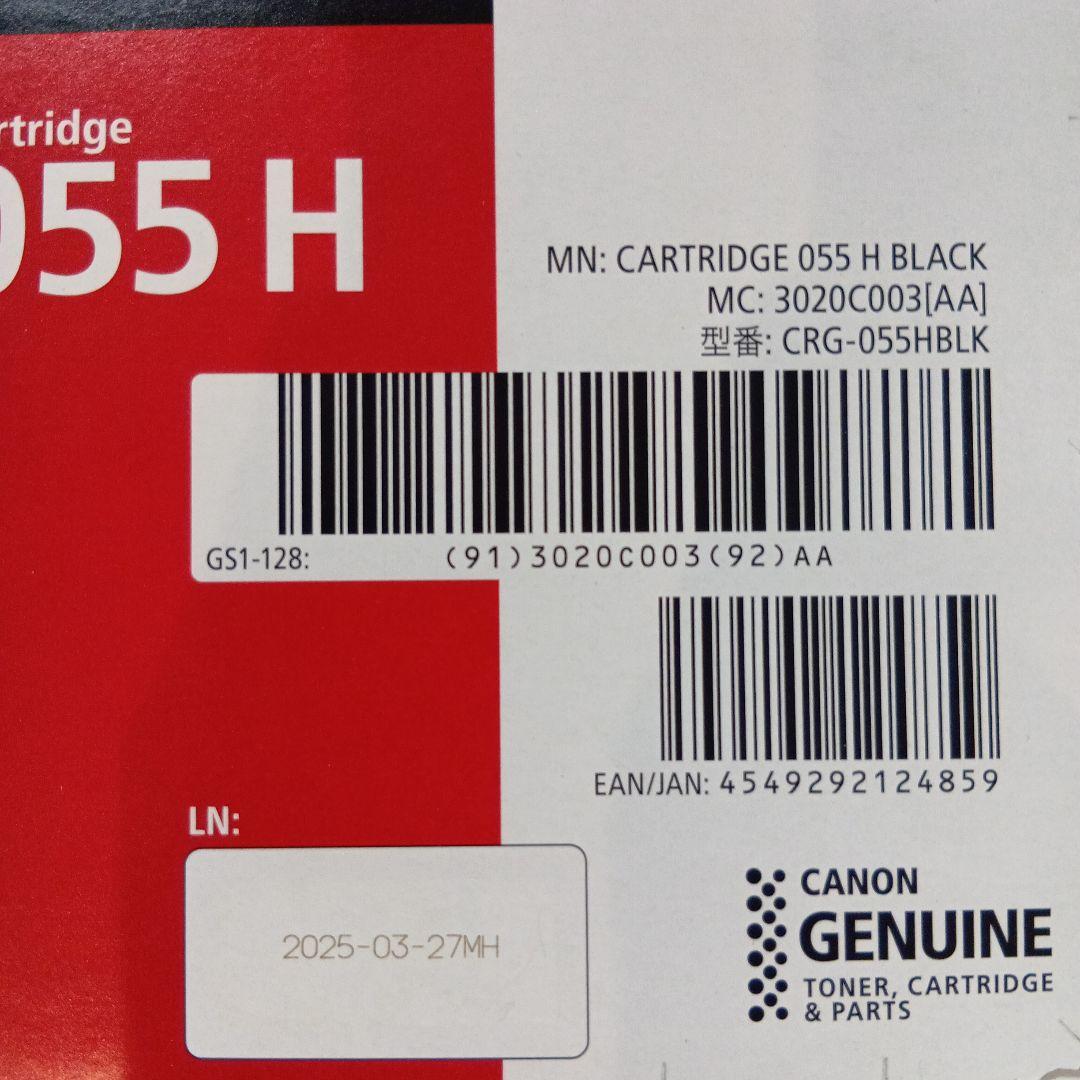 rtridge
055 H
MN: CARTRIDGE 055 H BLACK
MC: 3020C003[AA]
型番: CRG-055HBLK
GS1-128: (91)3020C003(92)AA
EAN/JAN: 4549292124859
LN:
2025-03-27MH
CANON
GENUINE
TONER, CARTRIDGE
& PARTS